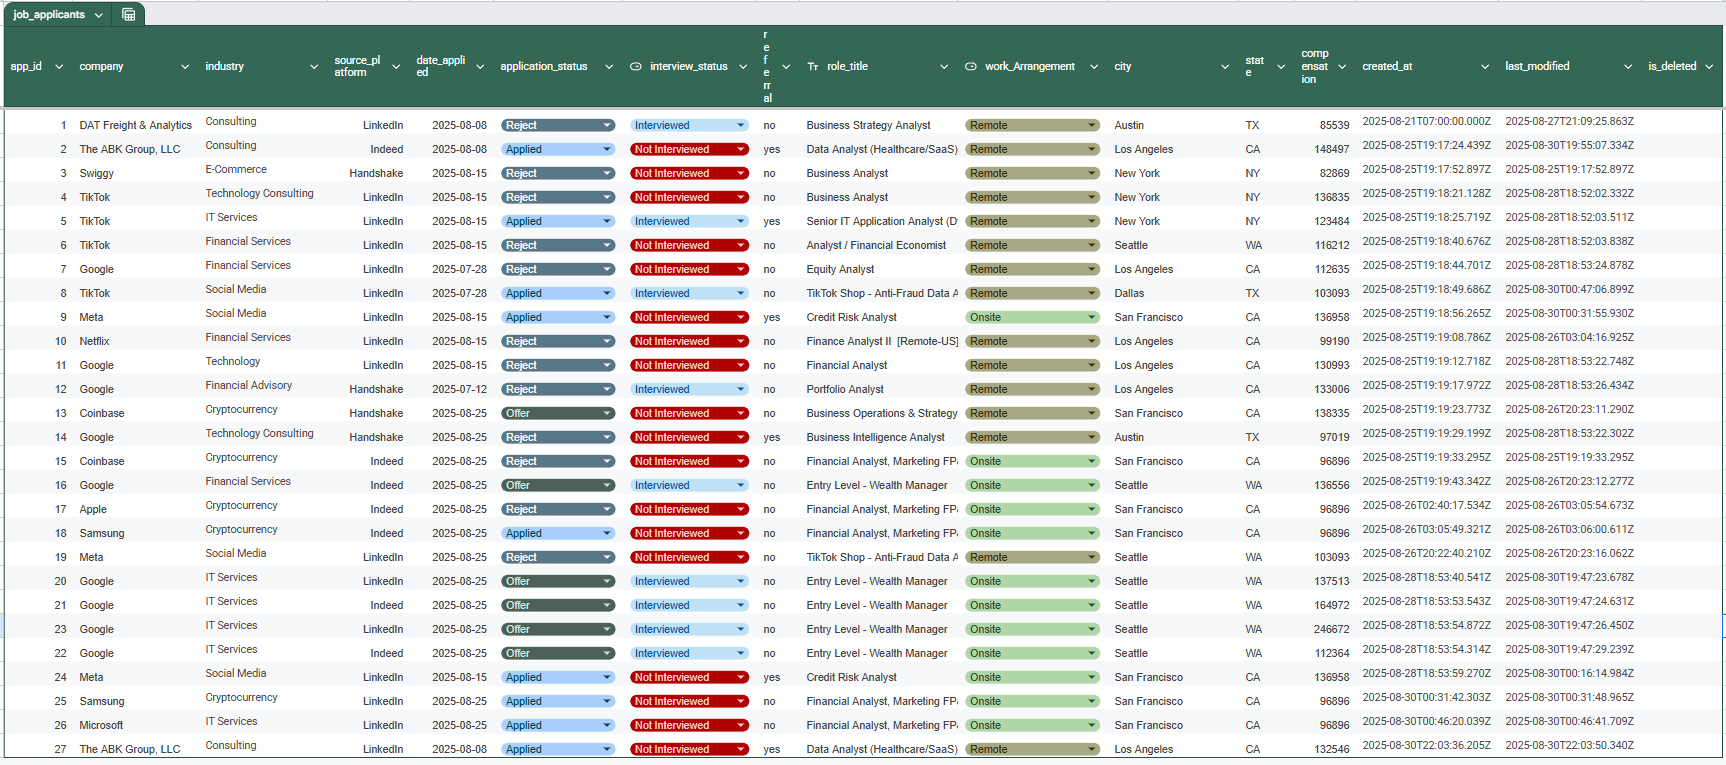 job_applicants
app_id company industry source_platform date_applied application_status interview_status referral role_title work_Arrangement city state compensation created_at last_modified is_deleted
1 DAT Freight & Analytics Consulting LinkedIn 2025-08-08 Reject Interviewed no Business Strategy Analyst Remote Austin TX 85539 2025-08-21T07:00:00.000Z 2025-08-27T21:09:25.863Z
2 The ABK Group, LLC Consulting Indeed 2025-08-08 Applied Not Interviewed yes Data Analyst (Healthcare/SaaS) Remote Los Angeles CA 148497 2025-08-25T19:17:24.439Z 2025-08-30T19:55:07.334Z
3 Swiggy E-Commerce Handshake 2025-08-15 Reject Not Interviewed no Business Analyst Remote New York NY 82869 2025-08-25T19:17:52.897Z 2025-08-25T19:17:52.897Z
4 TikTok Technology Consulting LinkedIn 2025-08-15 Reject Not Interviewed no Business Analyst Remote New York NY 136835 2025-08-25T19:18:21.128Z 2025-08-28T18:52:02.332Z
5 TikTok IT Services LinkedIn 2025-08-15 Applied Interviewed yes Senior IT Application Analyst (D Remote New York NY 123484 2025-08-25T19:18:25.719Z 2025-08-28T18:52:03.511Z
6 TikTok Financial Services LinkedIn 2025-08-15 Reject Not Interviewed no Analyst / Financial Economist Remote Seattle WA 116212 2025-08-25T19:18:40.676Z 2025-08-28T18:52:03.838Z
7 Google Financial Services LinkedIn 2025-07-28 Reject Not Interviewed no Equity Analyst Remote Los Angeles CA 112635 2025-08-25T19:18:44.701Z 2025-08-28T18:53:24.878Z
8 TikTok Social Media LinkedIn 2025-07-28 Applied Interviewed no TikTok Shop - Anti-Fraud Data A Remote Dallas TX 103093 2025-08-25T19:18:49.686Z 2025-08-30T00:47:06.899Z
9 Meta Social Media LinkedIn 2025-08-15 Applied Not Interviewed yes Credit Risk Analyst Onsite San Francisco CA 136958 2025-08-25T19:18:56.265Z 2025-08-30T00:31:55.930Z
10 Netflix Financial Services LinkedIn 2025-08-15 Reject Not Interviewed no Finance Analyst II [Remote-US] Remote Los Angeles CA 99190 2025-08-25T19:19:08.786Z 2025-08-26T03:04:16.925Z
11 Google Technology LinkedIn 2025-08-15 Reject Not Interviewed no Financial Analyst Remote Los Angeles CA 130993 2025-08-25T19:19:12.718Z 2025-08-28T18:53:22.748Z
12 Google Financial Advisory Handshake 2025-07-12 Reject Interviewed no Portfolio Analyst Remote Los Angeles CA 133006 2025-08-25T19:19:17.972Z 2025-08-28T18:53:26.434Z
13 Coinbase Cryptocurrency Handshake 2025-08-25 Offer Not Interviewed no Business Operations & Strategy Remote San Francisco CA 138335 2025-08-25T19:19:23.773Z 2025-08-26T20:23:11.290Z
14 Google Technology Consulting Handshake 2025-08-25 Reject Not Interviewed yes Business Intelligence Analyst Remote Austin TX 97019 2025-08-25T19:19:29.199Z 2025-08-28T18:53:22.302Z
15 Coinbase Cryptocurrency Indeed 2025-08-25 Reject Not Interviewed no Financial Analyst, Marketing FP Onsite San Francisco CA 96896 2025-08-25T19:19:33.295Z 2025-08-25T19:19:33.295Z
16 Google Financial Services Indeed 2025-08-25 Offer Interviewed no Entry Level - Wealth Manager Onsite Seattle WA 136556 2025-08-25T19:19:43.342Z 2025-08-26T20:23:12.277Z
17 Apple Cryptocurrency Indeed 2025-08-25 Reject Not Interviewed no Financial Analyst, Marketing FP Onsite San Francisco CA 96896 2025-08-26T02:40:17.534Z 2025-08-26T03:05:54.673Z
18 Samsung Cryptocurrency Indeed 2025-08-25 Applied Not Interviewed no Financial Analyst, Marketing FP Onsite San Francisco CA 96896 2025-08-26T03:05:49.321Z 2025-08-26T03:06:00.611Z
19 Meta Social Media LinkedIn 2025-08-25 Reject Not Interviewed no TikTok Shop - Anti-Fraud Data A Remote Seattle WA 103093 2025-08-26T20:22:40.210Z 2025-08-26T20:23:16.062Z
20 Google IT Services LinkedIn 2025-08-25 Offer Interviewed no Entry Level - Wealth Manager Onsite Seattle WA 137513 2025-08-28T18:53:40.541Z 2025-08-30T19:47:23.678Z
21 Google IT Services Indeed 2025-08-25 Offer Interviewed no Entry Level - Wealth Manager Onsite Seattle WA 164972 2025-08-28T18:53:53.543Z 2025-08-30T19:47:24.631Z
23 Google IT Services LinkedIn 2025-08-25 Offer Interviewed no Entry Level - Wealth Manager Onsite Seattle WA 246672 2025-08-28T18:53:54.872Z 2025-08-30T19:47:26.450Z
22 Google IT Services Indeed 2025-08-25 Offer Interviewed no Entry Level - Wealth Manager Onsite Seattle WA 112364 2025-08-28T18:53:54.314Z 2025-08-30T19:47:29.239Z
24 Meta Social Media LinkedIn 2025-08-15 Applied Not Interviewed yes Credit Risk Analyst Onsite San Francisco CA 136958 2025-08-28T18:53:59.270Z 2025-08-30T00:16:14.984Z
25 Samsung Cryptocurrency LinkedIn 2025-08-25 Applied Not Interviewed no Financial Analyst, Marketing FP Onsite San Francisco CA 96896 2025-08-30T00:31:42.303Z 2025-08-30T00:31:48.965Z
26 Microsoft IT Services LinkedIn 2025-08-25 Applied Not Interviewed no Financial Analyst, Marketing FP Onsite San Francisco CA 96896 2025-08-30T00:46:20.039Z 2025-08-30T00:46:41.709Z
27 The ABK Group, LLC Consulting LinkedIn 2025-08-08 Applied Not Interviewed yes Data Analyst (Healthcare/SaaS) Remote Los Angeles CA 132546 2025-08-30T22:03:36.205Z 2025-08-30T22:03:50.340Z